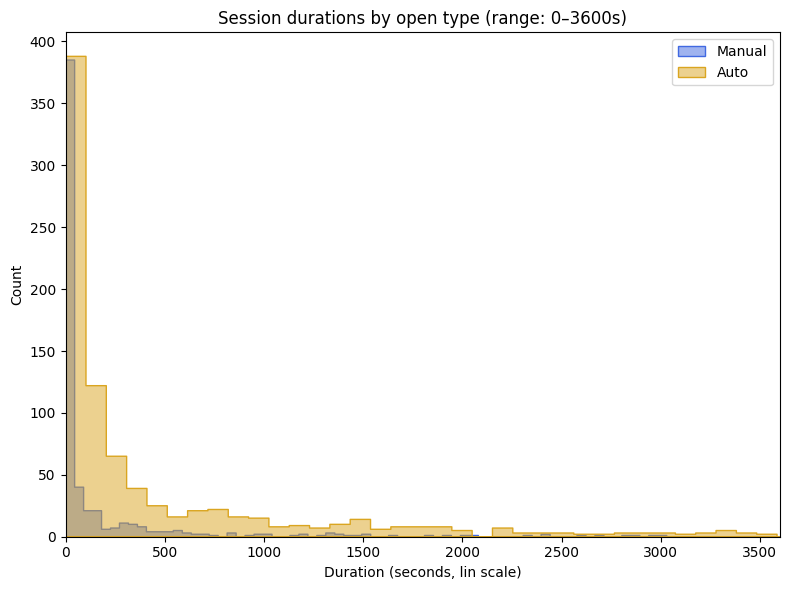 Session durations by open type (range: 0–3600s)
Manual
Auto
400
350
300
250
200
150
100
50
0
Count
0 500 1000 1500 2000 2500 3000 3500
Duration (seconds, lin scale)